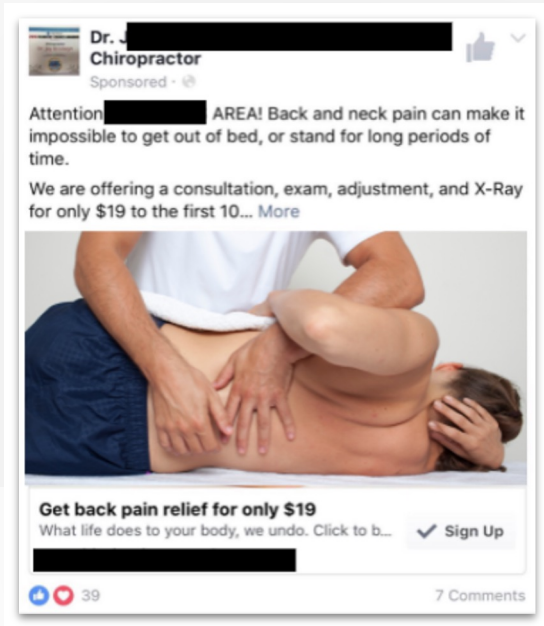 Dr. J
Chiropractor
Sponsored ·
Attention AREA! Back and neck pain can make it
impossible to get out of bed, or stand for long periods of
time.
We are offering a consultation, exam, adjustment, and X-Ray
for only $19 to the first 10... More
Get back pain relief for only $19
What life does to your body, we undo. Click to b...
Sign Up
39
7 Comments